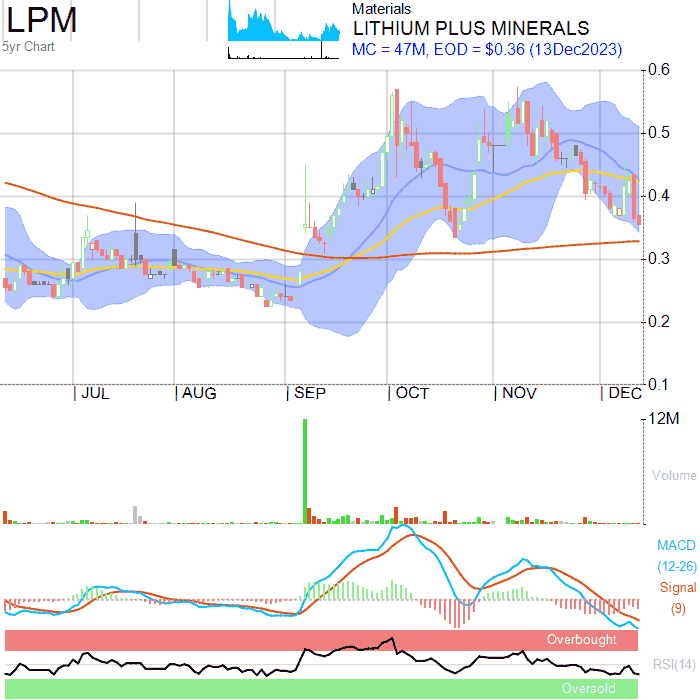 LPM
5yr Chart
Materials
LITHIUM PLUS MINERALS
MC = 47M, EOD = $0.36 (13Dec2023)
0.6
0.5
0.4
0.3
0.2
0.1
JUL AUG SEP OCT NOV DEC
12M
Volume
MACD
(12-26)
Signal
(9)
Overbought
RSI(14)
Oversold